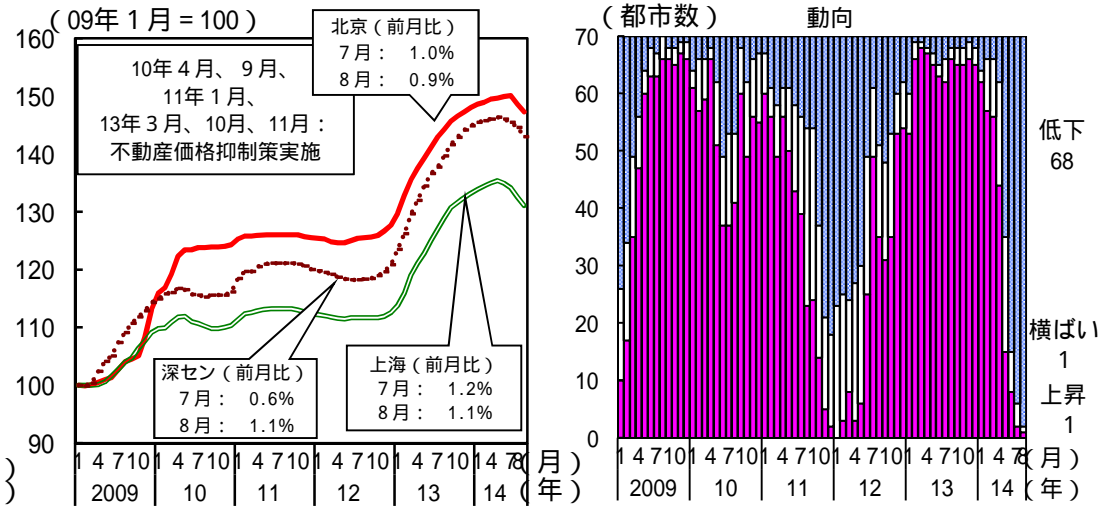 (09年1月=100)
160
150
140
130
120
110
100
90
10年4月、9月、
11年1月、
13年3月、10月、11月:
不動産価格抑制策実施
北京(前月比)
7月: 1.0%
8月: 0.9%
深セン(前月比)
7月: 0.6%
8月: 1.1%
上海(前月比)
7月: 1.2%
8月: 1.1%
1 4 7 10 1 4 7 10 1 4 7 10 1 4 7 10 1 4 7 10 1 4 7 8 (月)
2009 10 11 12 13 14 (年)
)
)
(都市数) 動向
70
60
50
40
30
20
10
0
低下
68
横ばい
1
上昇
1
1 4 7 10 1 4 7 10 1 4 7 10 1 4 7 10 1 4 7 10 1 4 7 8 (月)
2009 10 11 12 13 14 (年)